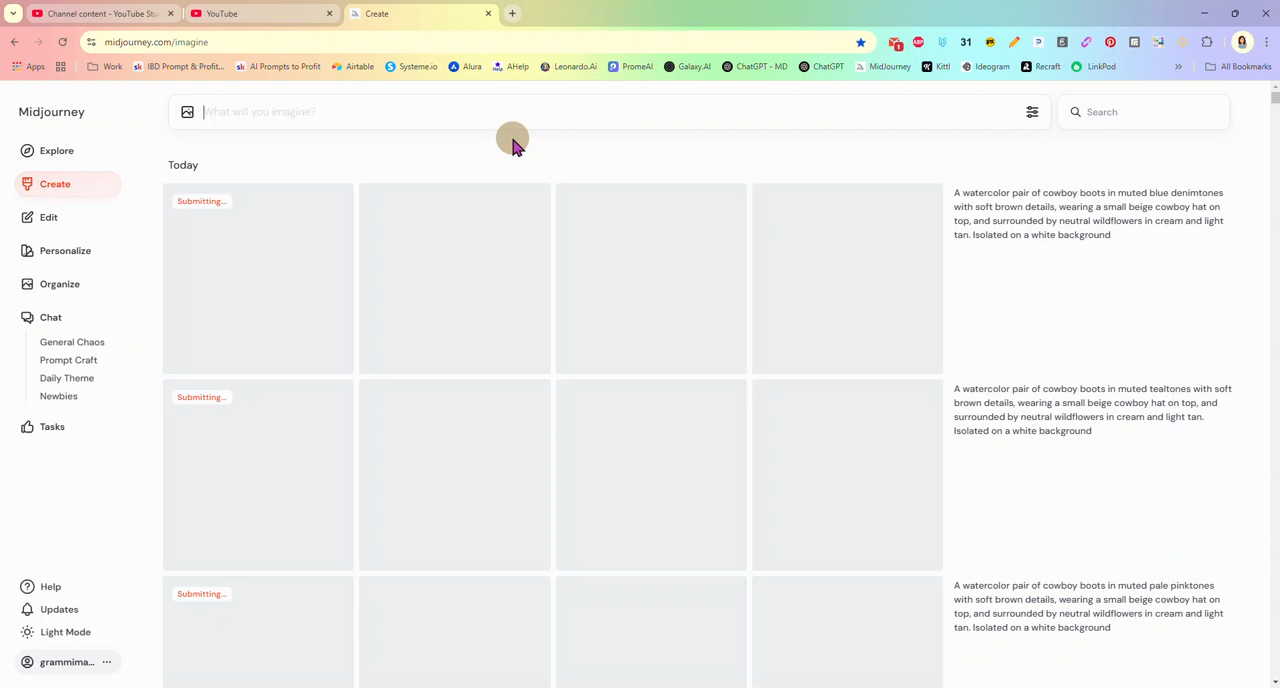 Channel content - YouTube Stu
YouTube
Create
midjourney.com/imagine
1
ABP
31
Apps
Work
sk IBD Prompt & Profit...
sk AI Prompts to Profit
Airtable
Systeme.io
Alura
Help AHelp
Leonardo.Ai
PromeAI
Galaxy.AI
ChatGPT - MD
ChatGPT
MidJourney
Kittl
Ideogram
Recraft
LinkPod
»
All Bookmarks
Midjourney
What will you imagine?
Search
Explore
Create
Edit
Personalize
Organize
Chat
General Chaos
Prompt Craft
Daily Theme
Newbies
Tasks
Help
Updates
Light Mode
grammima... ...
Today
Submitting...
A watercolor pair of cowboy boots in muted blue denimtones
with soft brown details, wearing a small beige cowboy hat on
top, and surrounded by neutral wildflowers in cream and light
tan. Isolated on a white background
Submitting...
A watercolor pair of cowboy boots in muted tealtones with soft
brown details, wearing a small beige cowboy hat on top, and
surrounded by neutral wildflowers in cream and light tan.
Isolated on a white background
Submitting...
A watercolor pair of cowboy boots in muted pale pinktones
with soft brown details, wearing a small beige cowboy hat on
top, and surrounded by neutral wildflowers in cream and light
tan. Isolated on a white background